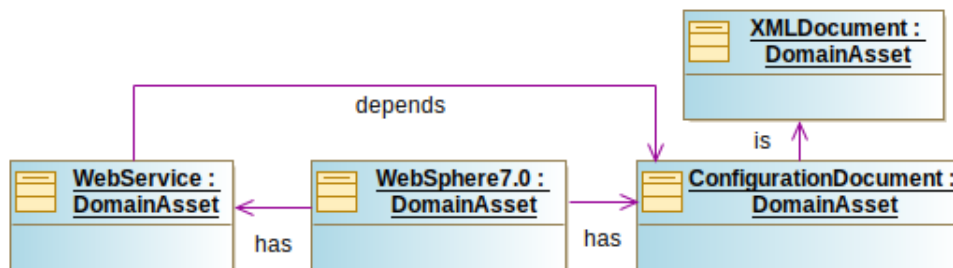 XMLDocument :
DomainAsset
depends
is
WebService :
DomainAsset
WebSphere7.0 :
DomainAsset
ConfigurationDocument :
DomainAsset
has
has